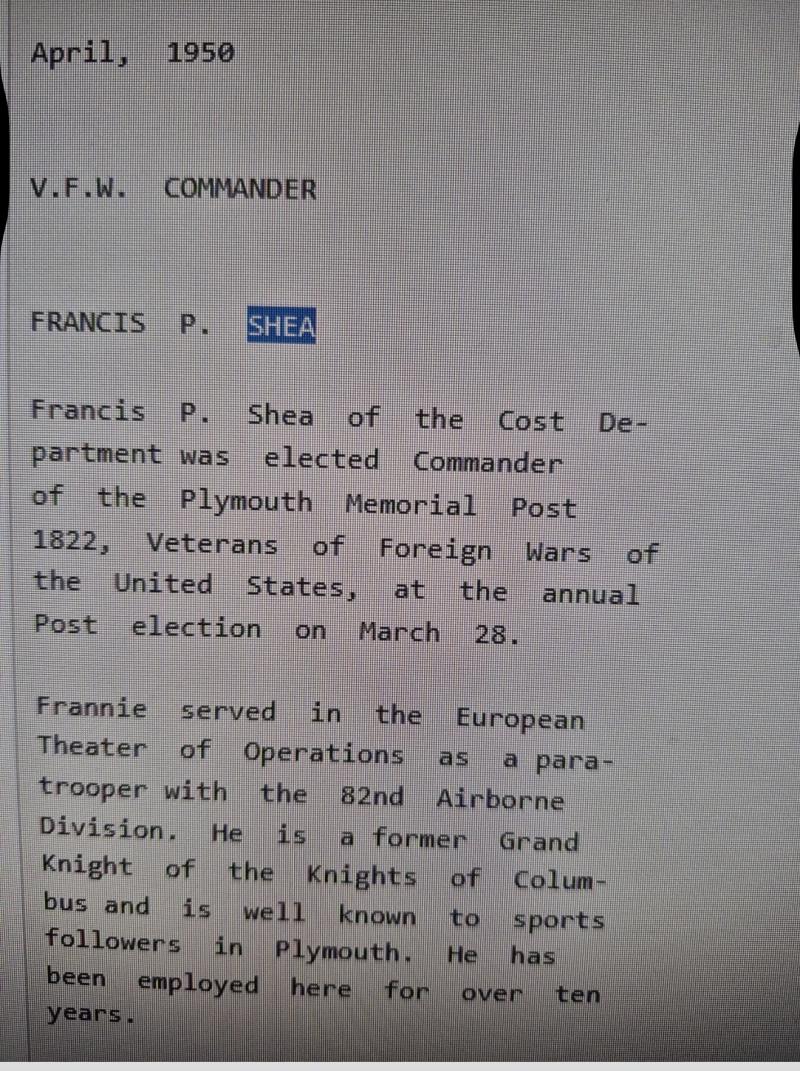 April, 1950
V.F.W. COMMANDER
FRANCIS P. SHEA
Francis P. Shea of the Cost De-
partment was elected Commander
of the Plymouth Memorial Post
1822, Veterans of Foreign Wars of
the United States, at the annual
Post election on March 28.
Frannie served in the European
Theater of Operations as a para-
trooper with the 82nd Airborne
Division. He is a former Grand
Knight of the Knights of Colum-
bus and is well known to sports
followers in Plymouth. He has
been employed here for over ten
years.